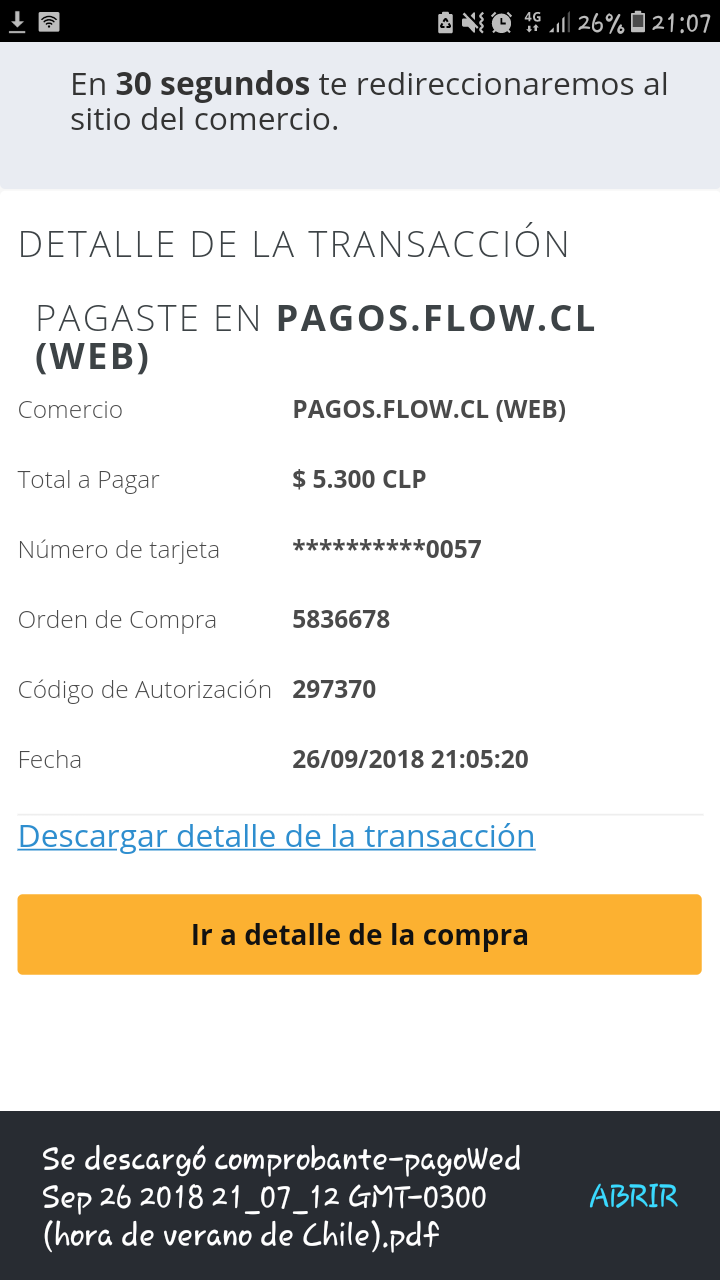 4G 26% 21:07
En 30 segundos te redireccionaremos al
sitio del comercio.
DETALLE DE LA TRANSACCIÓN
PAGASTE EN PAGOS.FLOW.CL
(WEB)
Comercio PAGOS.FLOW.CL (WEB)
Total a Pagar $ 5.300 CLP
Número de tarjeta **********0057
Orden de Compra 5836678
Código de Autorización 297370
Fecha 26/09/2018 21:05:20
Descargar detalle de la transacción
Ir a detalle de la compra
Se descargó comprobante-pagoWed
Sep 26 2018 21_07_12 GMT-0300 ABRIR
(hora de verano de Chile).pdf